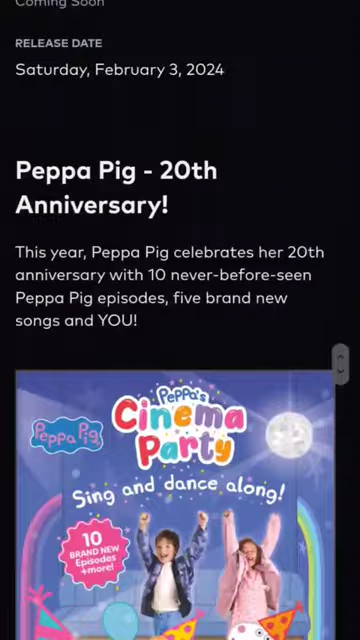 Coming Soon
RELEASE DATE
Saturday, February 3, 2024
Peppa Pig - 20th
Anniversary!
This year, Peppa Pig celebrates her 20th
anniversary with 10 never-before-seen
Peppa Pig episodes, five brand new
songs and YOU!
PePPA'S
Cinema
Party
PePPA PiG
Sing and dance along!
10
BRAND NEW
Episodes
+more!